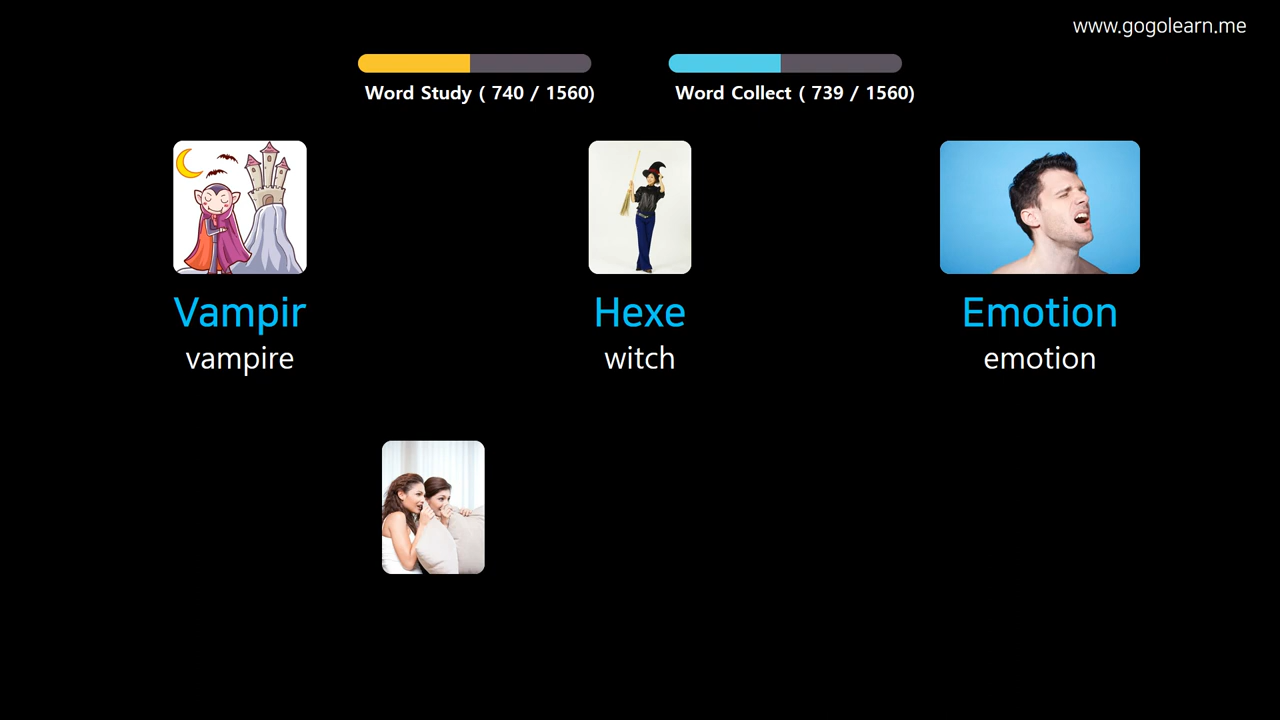 www.gogolearn.me
Word Study ( 740 / 1560)
Word Collect ( 739 / 1560)
Vampir
vampire
Hexe
witch
Emotion
emotion